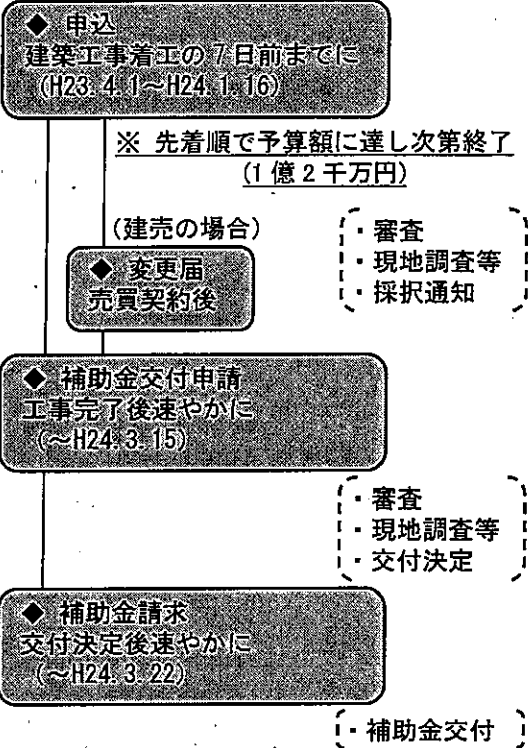 ◆ 申込
建築工事着工の7日前までに
(H23.4.1～H24.1.16)
※ 先着順で予算額に達し次第終了
(1億2千万円)
(建売の場合)
◆ 変更届
売買契約後
・審査
・現地調査等
・採択通知
◆ 補助金交付申請
工事完了後速やかに
(～H24.3.15)
・審査
・現地調査等
・交付決定
◆ 補助金請求
交付決定後速やかに
(～H24.3.22)
・補助金交付